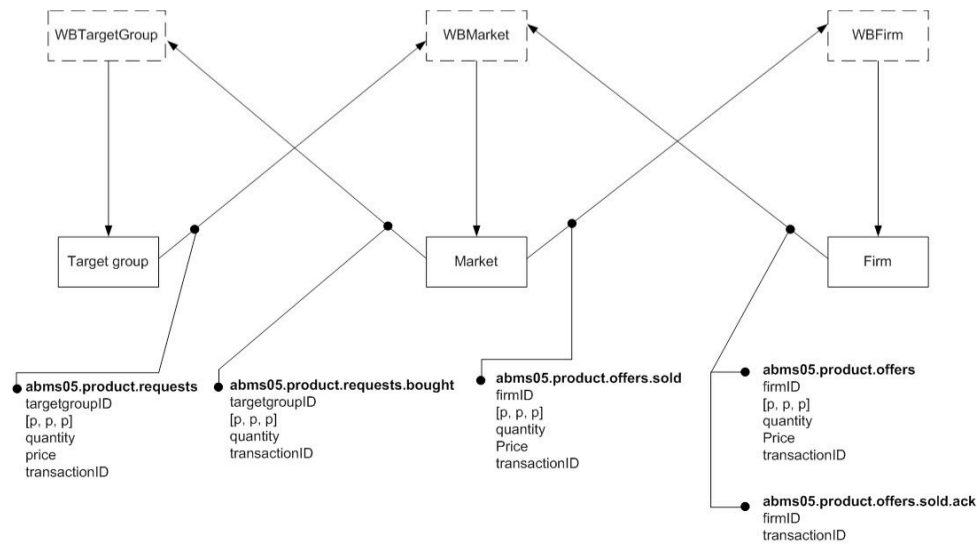 WBTargetGroup
WBMarket
WBFirm
Target group
Market
Firm
abms05.product.requests
targetgroupID
[p, p, p]
quantity
price
transactionID
abms05.product.requests.bought
targetgroupID
[p, p, p]
quantity
transactionID
abms05.product.offers.sold
firmID
[p, p, p]
quantity
Price
transactionID
abms05.product.offers
firmID
[p, p, p]
quantity
Price
transactionID
abms05.product.offers.sold.ack
firmID
transactionID